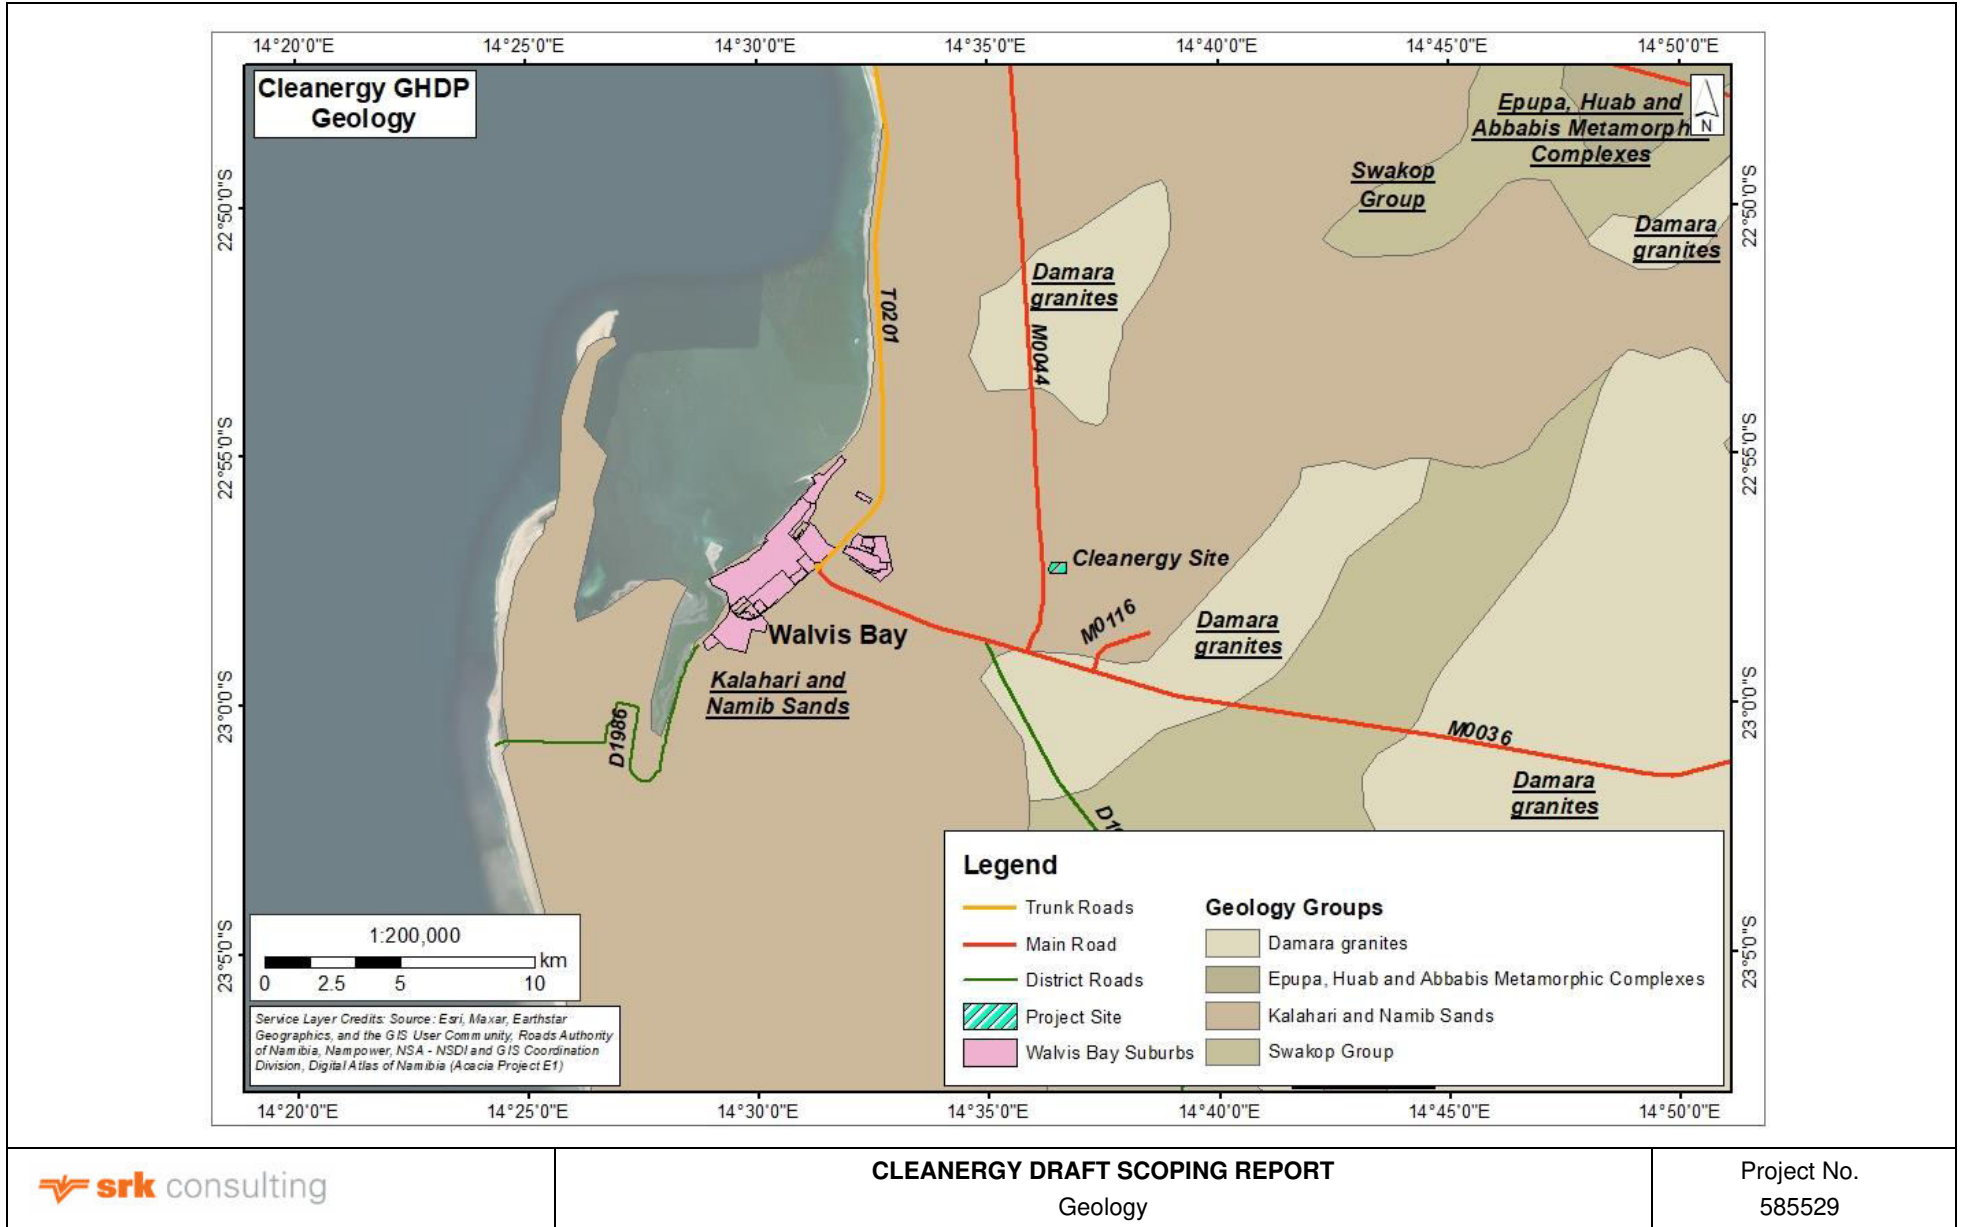 14°20'0"E
14°25'0"E
14°30'0"E
14°35'0"E
14°40'0"E
14°45'0"E
14°50'0"E
Cleanergy GHDP
Geology
N
Epupa, Huab and
Abbabis Metamorph
Complexes
Swakop
Group
Damara
granites
22°50'0"S
22°50'0"S
Damara
granites
T0201
M0044
22°55'0"S
22°55'0"S
Cleanergy Site
M0116
Damara
granites
Walvis Bay
Kalahari and
Namib Sands
23°0'0"S
23°0'0"S
D1986
M0036
Damara
granites
D1
Legend
Trunk Roads
Main Road
District Roads
Project Site
Walvis Bay Suburbs
Geology Groups
Damara granites
Epupa, Huab and Abbabis Metamorphic Complexes
Kalahari and Namib Sands
Swakop Group
1:200,000
km
0 2.5 5 10
23°5'0"S
23°5'0"S
Service Layer Credits: Source: Esri, Maxar, Earthstar
Geographics, and the GIS User Community, Roads Authority
of Namibia, Nampower, NSA - NSDI and GIS Coordination
Division, Digital Atlas of Namibia (Acacia Project E1)
14°20'0"E
14°25'0"E
14°30'0"E
14°35'0"E
14°40'0"E
14°45'0"E
14°50'0"E
srk consulting
CLEANERGY DRAFT SCOPING REPORT
Geology
Project No.
585529